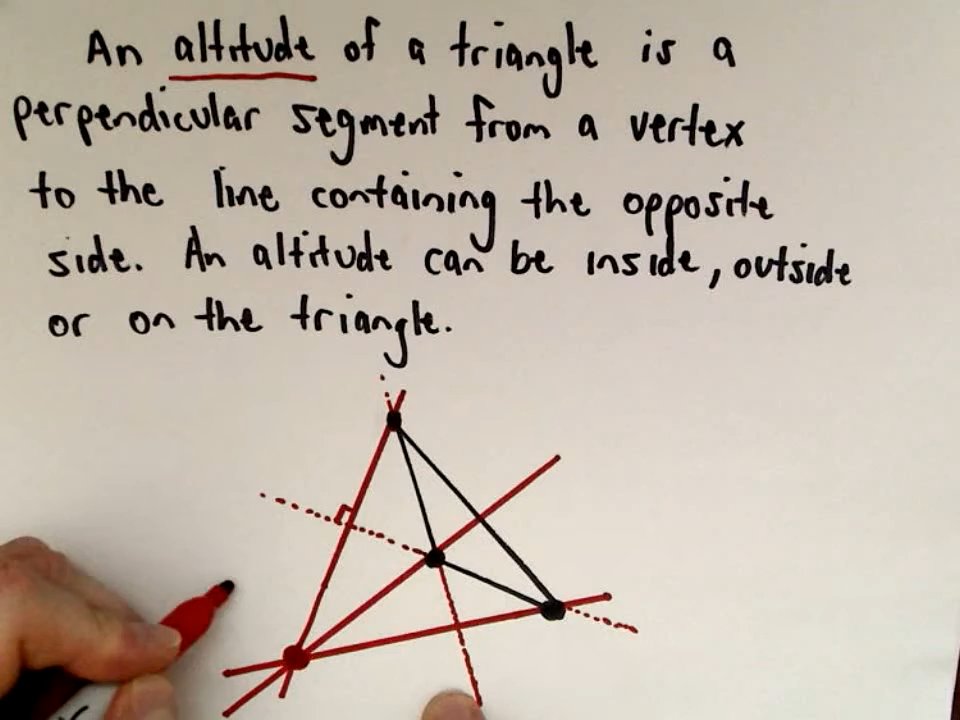 An altitude of a triangle is a
perpendicular segment from a vertex
to the line containing the opposite
side. An altitude can be inside, outside
or on the triangle.